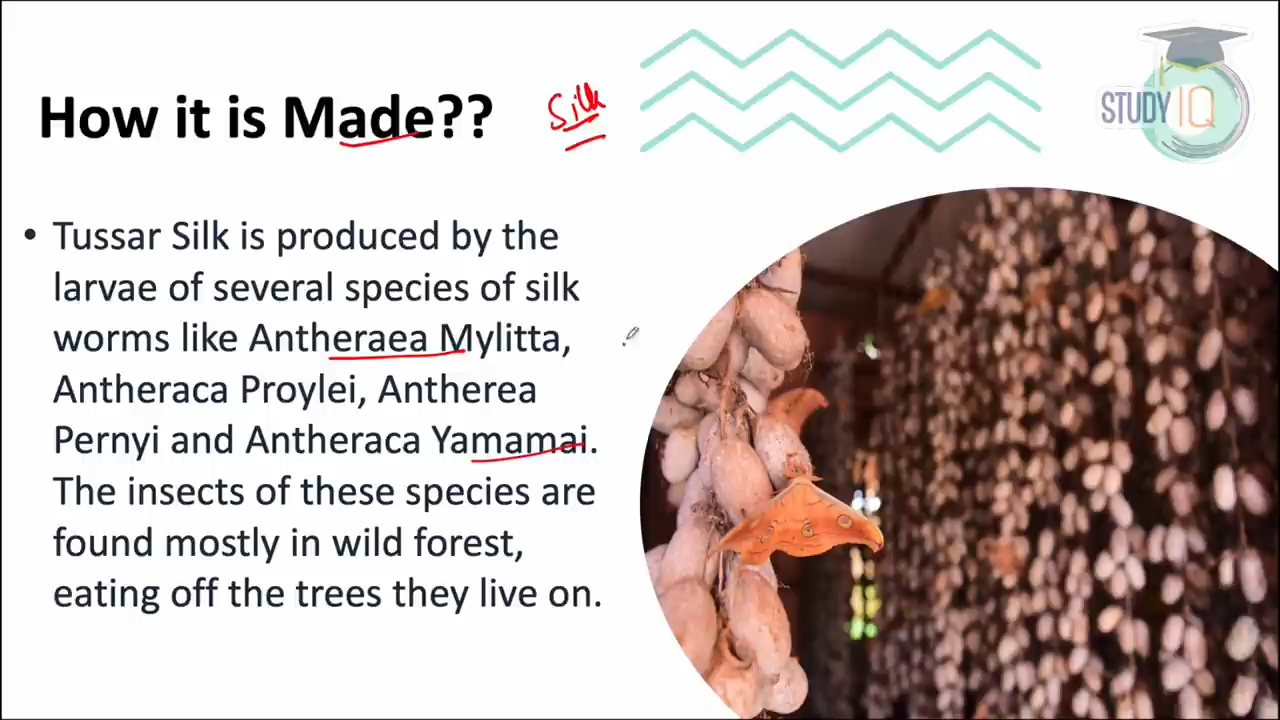 How it is Made??
Silk
STUDY IQ
• Tussar Silk is produced by the
larvae of several species of silk
worms like Antheraea Mylitta,
Antheraca Proylei, Antherea
Pernyi and Antheraca Yamamai.
The insects of these species are
found mostly in wild forest,
eating off the trees they live on.